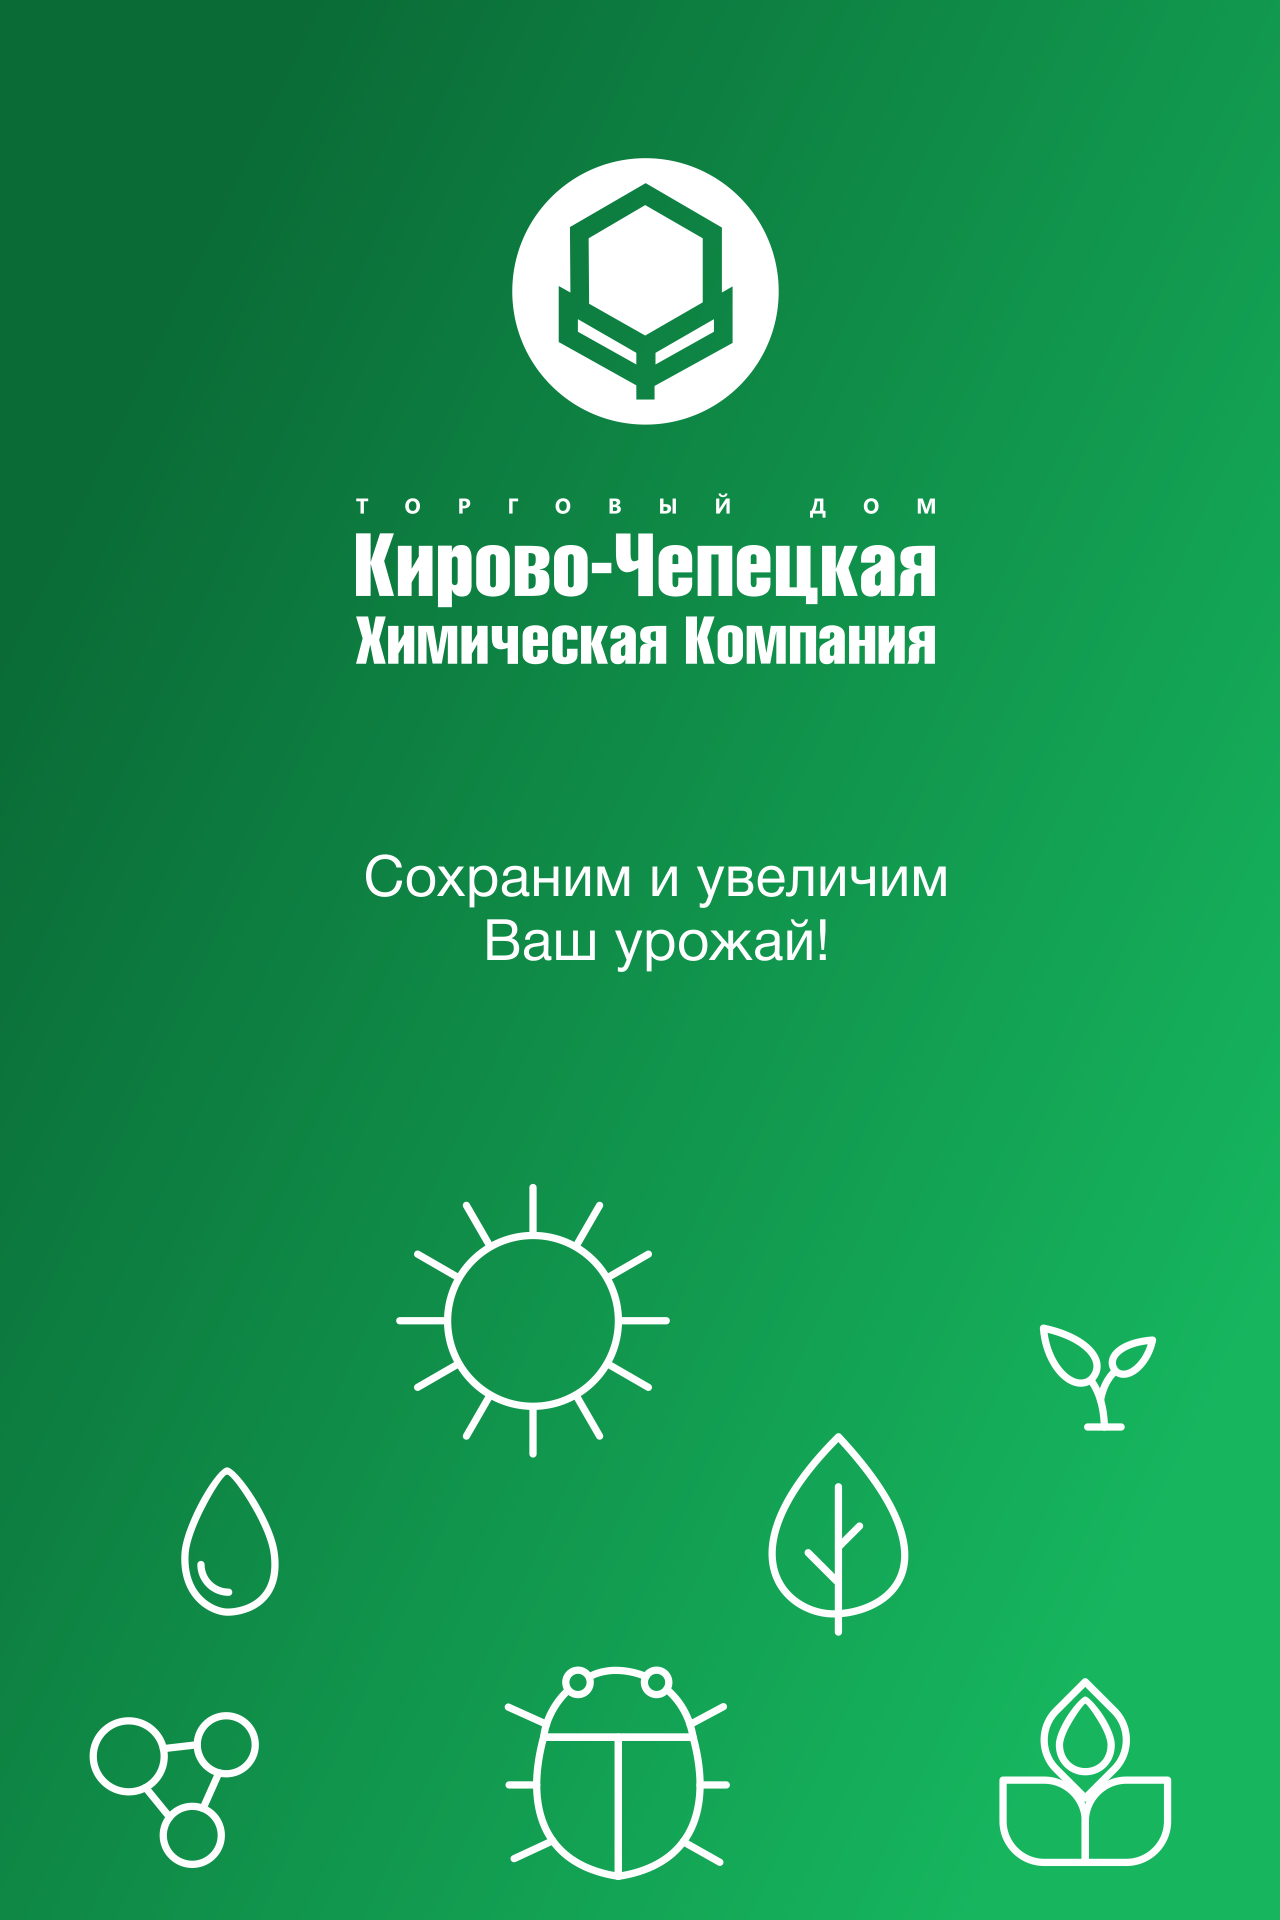 ТОРГОВЫЙ ДОМ
Кирово-Чепецкая
Химическая Компания
Сохраним и увеличим
Ваш урожай!